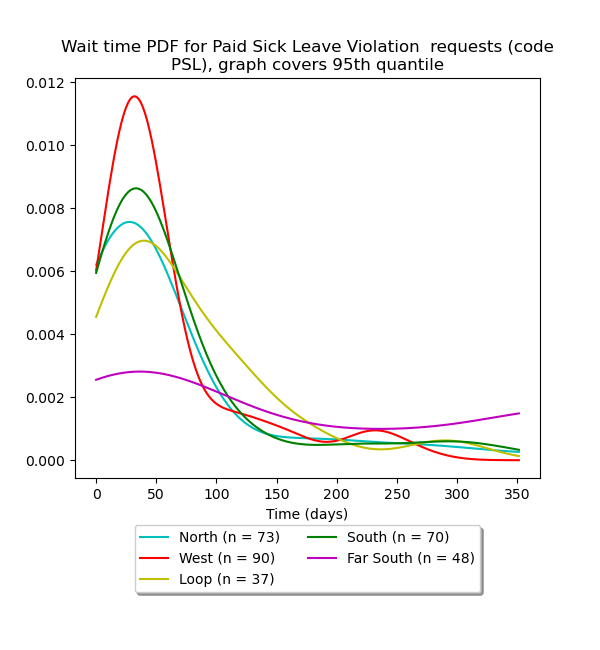 Wait time PDF for Paid Sick Leave Violation  requests (code
PSL), graph covers 95th quantile
0.012
0.010
0.008
0.006
0.004
0.002
0.000
0 50 100 150 200 250 300 350
Time (days)
North (n = 73) South (n = 70)
West (n = 90) Far South (n = 48)
Loop (n = 37)